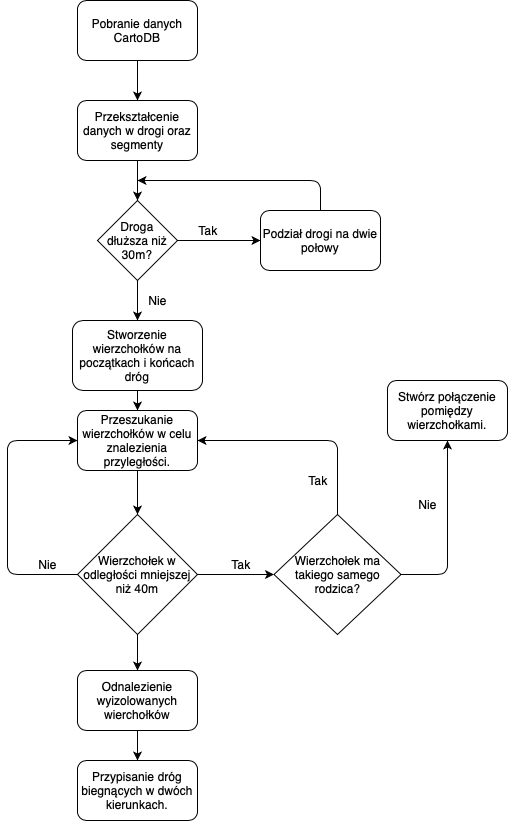 Pobranie danych
CartoDB
Przekształcenie
danych w drogi oraz
segmenty
Droga
dłuższa niż
30m?
Tak
Podział drogi na dwie
połowy
Nie
Stworzenie
wierzchołków na
początkach i końcach
dróg
Przeszukanie
wierzchołków w celu
znalezienia
przyległości.
Stwórz połączenie
pomiędzy
wierzchołkami.
Tak
Nie
Nie
Wierzchołek w
odległości mniejszej
niż 40m
Tak
Wierzchołek ma
takiego samego
rodzica?
Odnalezienie
wyizolowanych
wierchołków
Przypisanie dróg
biegnących w dwóch
kierunkach.